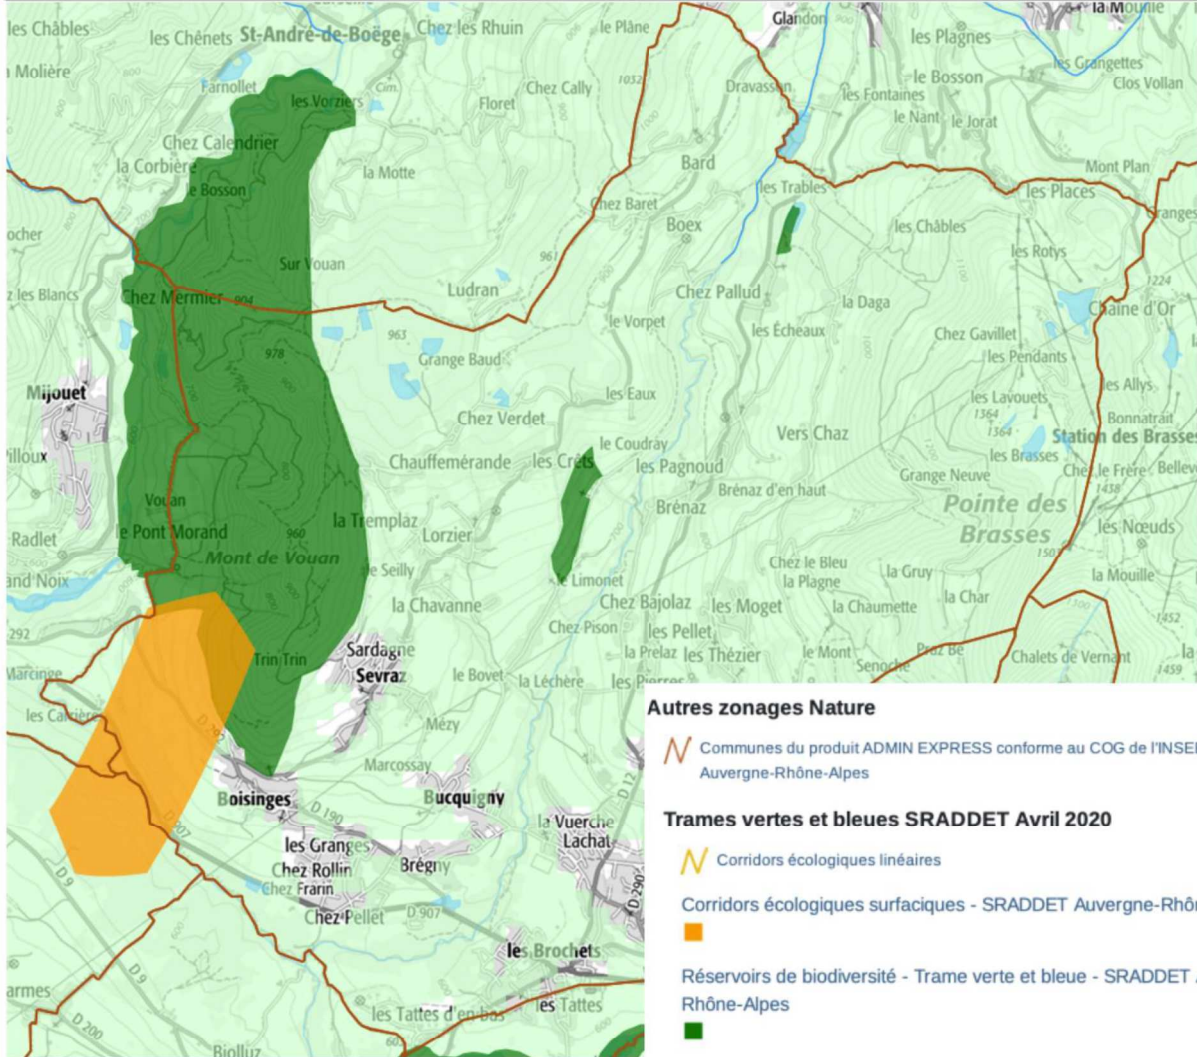 les Châbles
les Chênets
St-André-de-Boëge
Chez les Rhuin
le Plâne
Glandon
les Plagnes
les Grangettes
Molière
Farnollet
les Vorziers
Cim.
Floret
Chez Cally
1032
Dravasson
le Bosson
Clos Vollan
les Fontaines
le Nant
le Jorat
Chez Calendrier
la Corbière
la Motte
Bard
Mont Plan
le Bosson
Chez Baret
les Trables
les Places
Boex
les Châbles
Sur Vouan
961
les Rotys
z les Blancs
Chez Mermier
904
Ludran
Chez Pallud
la Daga
1224
Chaine d'Or
963
le Vorpet
les Écheaux
Chez Gavillet
978
Grange Baud
les Pendants
Mijouet
les Eaux
les Allys
les Lavouets
Chez Verdet
1364
Bonnatrait
Vers Chaz
1364
Station des Brasses
le Coudray
les Brasses
Chauffemérande
les Crêts
les Pagnoud
Grange Neuve
Chez le Frère
Brénaz d'en haut
1438
Vouan
Pointe des
Brasses
Brénaz
les Nœuds
le Pont Morand
la Tremplaz
Radlet
960
Lorzier
1503
Mont de Vouan
Chez le Bleu
la Plagne
le Seilly
le Limonet
la Gruy
la Mouille
and Noix
la Chavanne
Chez Bajolaz
les Moget
la Chaumette
la Char
292
Chez Pison
les Pellet
1452
Sardagne
la Prelaz
les Thézier
le Mont
Praz Be
Trin Trin
Senoche
Chalets de Vernant
Marcinge
Sevraz
le Bovet
la Léchère
les Pierres
1459
les Carrière
Mézy
Marcossay
Boisinges
D 190
Bucquigny
D 12
la Vuerche
Lachat
D 907
les Granges
Chez Rollin
Brégny
D 9
Chez Frarin
D 290
Chez Pellet
D 907
les Brochets
D 9
armes
les Tattes d'en bas
les Tattes
D 200
Biolluz
Autres zonages Nature
Communes du produit ADMIN EXPRESS conforme au COG de l'INSEE
Auvergne-Rhône-Alpes
Trames vertes et bleues SRADDET Avril 2020
Corridors écologiques linéaires
Corridors écologiques surfaciques - SRADDET Auvergne-Rhôn
Réservoirs de biodiversité - Trame verte et bleue - SRADDET
Rhône-Alpes